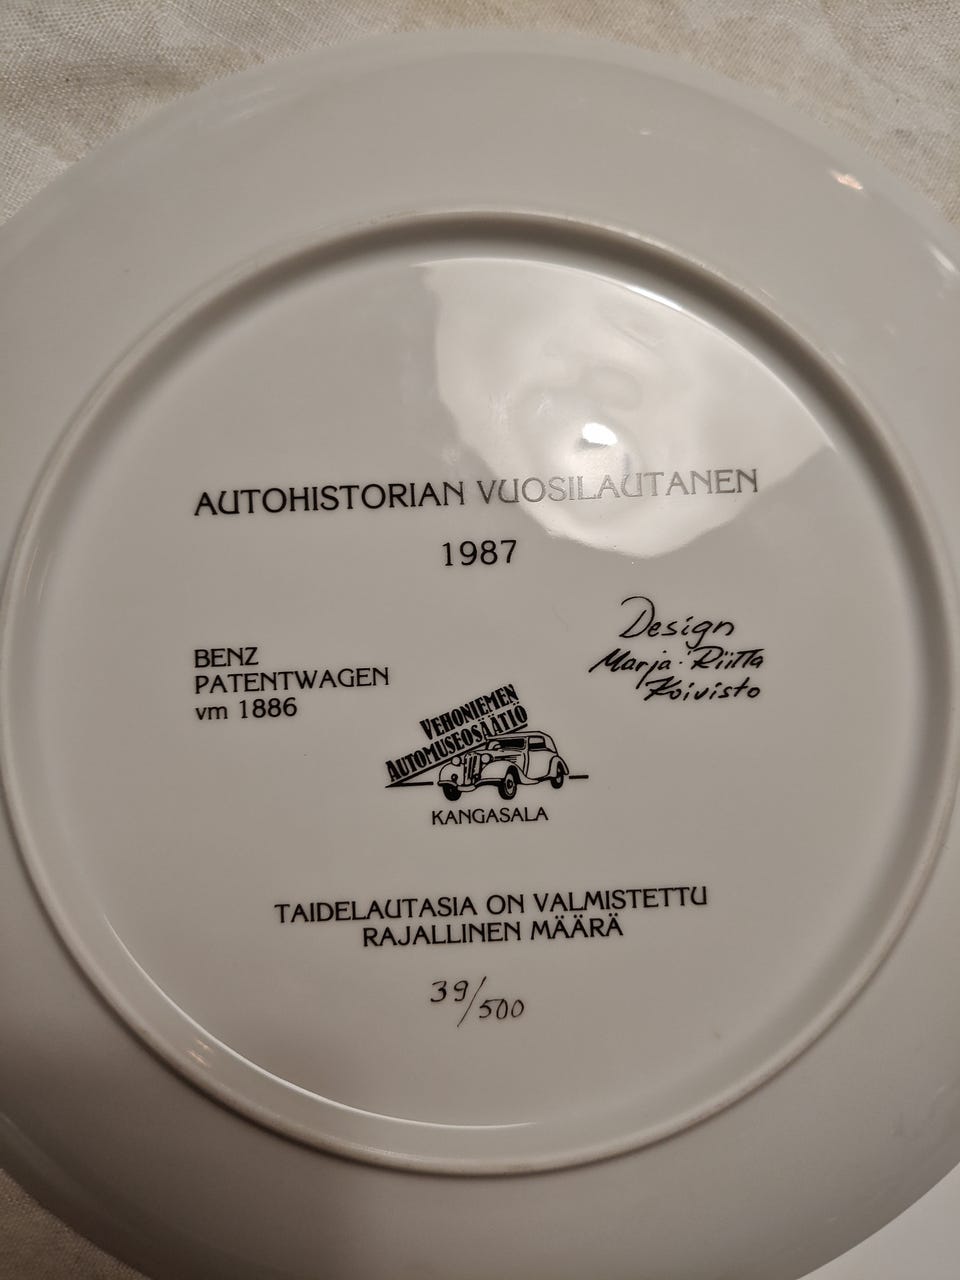 AUTOHISTORIAN VUOSILAUTANEN
1987
BENZ
PATENTWAGEN
vm 1886
Design
Marja-Riitta
Koivisto
VEHONIEMEN
AUTOMUSEOSÄÄTIÖ
KANGASALA
TAIDELAUTASIA ON VALMISTETTU
RAJALLINEN MÄÄRÄ
39/500